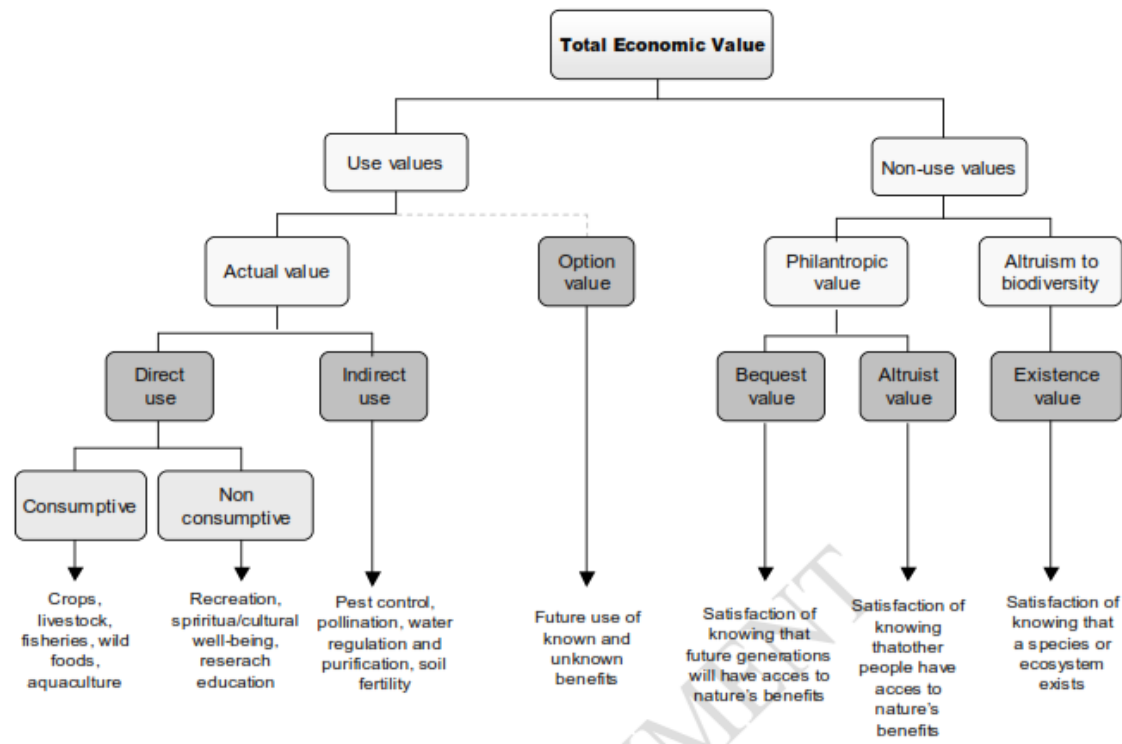 Total Economic Value
Use values
Non-use values
Actual value
Option
value
Philantropic
value
Altruism to
biodiversity
Direct
use
Indirect
use
Bequest
value
Altruist
value
Existence
value
Consumptive
Non
consumptive
Crops,
livestock,
fisheries, wild
foods,
aquaculture
Recreation,
spiritua/cultural
well-being,
reserach
education
Pest control,
pollination, water
regulation and
purification, soil
fertility
Future use of
known and
unknown
benefits
Satisfaction of
knowing that
future generations
will have acces to
nature's benefits
Satisfaction of
knowing
thatother
people have
acces to
nature's
benefits
Satisfaction of
knowing that
a species or
ecosystem
exists